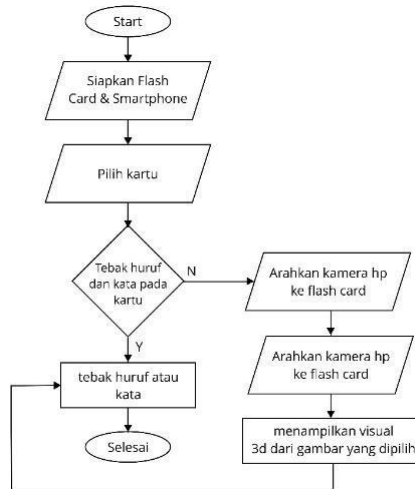 Start
Siapkan Flash
Card & Smartphone
Pilih kartu
Tebak huruf
dan kata pada
kartu
N
Arahkan kamera hp
ke flash card
Y
Arahkan kamera hp
ke flash card
tebak huruf atau
kata
menampilkan visual
3d dari gambar yang dipilih
Selesai